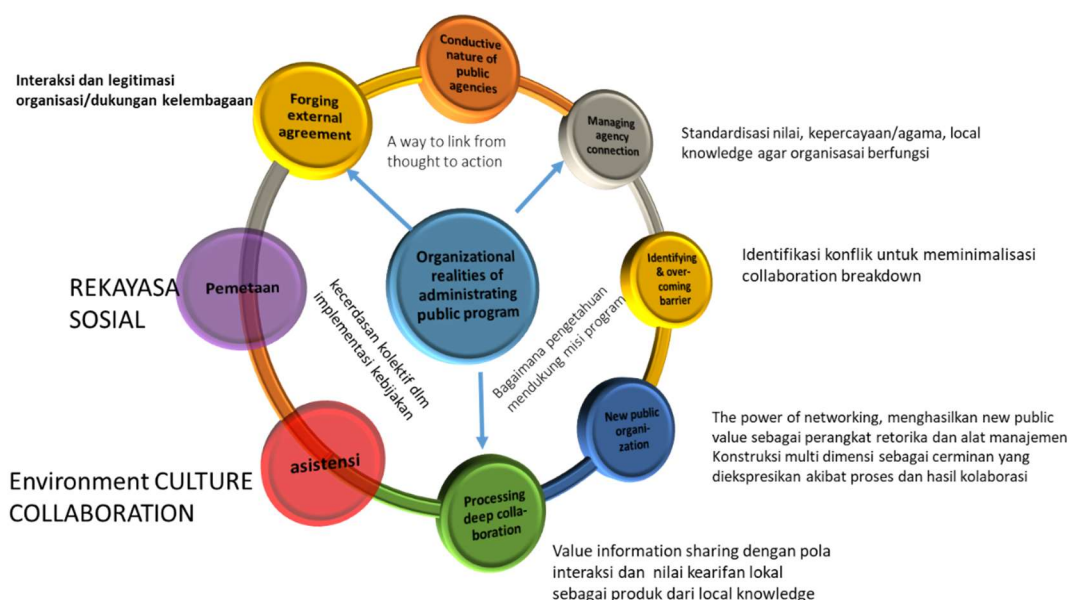 Conductive
nature of
public
agencies
Interaksi dan legitimasi
organisasi/dukungan kelembagaan
Forging
external
agreement
A way to link from
thought to action
Managing
agency
connection
Standardisasi nilai, kepercayaan/agama, local
knowledge agar organisasai berfungsi
Organizational
realities of
administrating
public program
Identifying
& over-
coming
barrier
Identifikasi konflik untuk meminimalisasi
collaboration breakdown
REKAYASA
SOSIAL
Pemetaan
kecerdasan kolektif dlm
implementasi kebijakan
Bagaimana pengetahuan
mendukung misi program
New public
organi-
zation
The power of networking, menghasilkan new public
value sebagai perangkat retorika dan alat manajemen
Konstruksi multi dimensi sebagai cerminan yang
diekspresikan akibat proses dan hasil kolaborasi
Environment CULTURE
COLLABORATION
asistensi
Processing
deep colla-
boration
Value information sharing dengan pola
interaksi dan nilai kearifan lokal
sebagai produk dari local knowledge